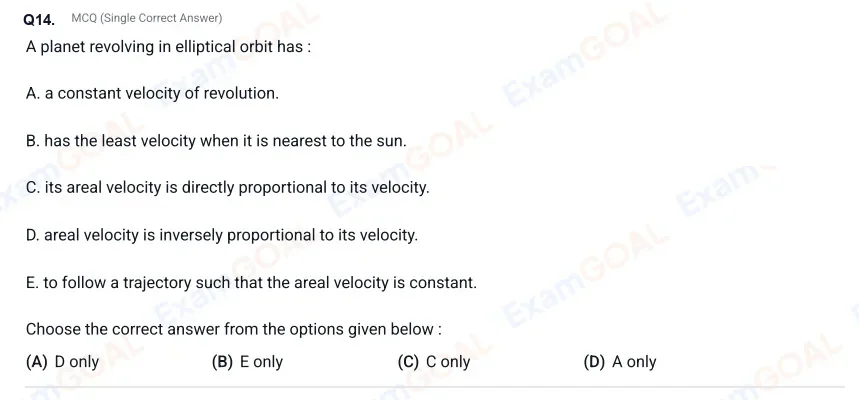 Q14. MCQ (Single Correct Answer)
A planet revolving in elliptical orbit has :
A. a constant velocity of revolution.
B. has the least velocity when it is nearest to the sun.
C. its areal velocity is directly proportional to its velocity.
D. areal velocity is inversely proportional to its velocity.
E. to follow a trajectory such that the areal velocity is constant.
Choose the correct answer from the options given below :
(A) D only (B) E only (C) C only (D) A only